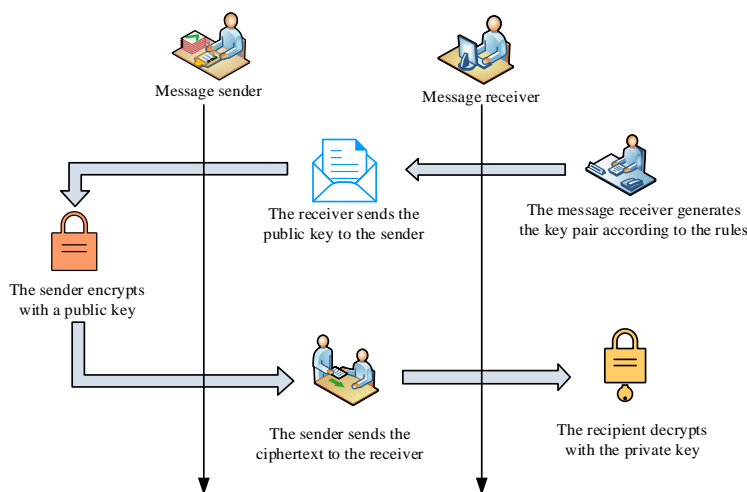 Message sender
Message receiver
The receiver sends the
public key to the sender
The message receiver generates
the key pair according to the rules
The sender encrypts
with a public key
The sender sends the
ciphertext to the receiver
The recipient decrypts
with the private key